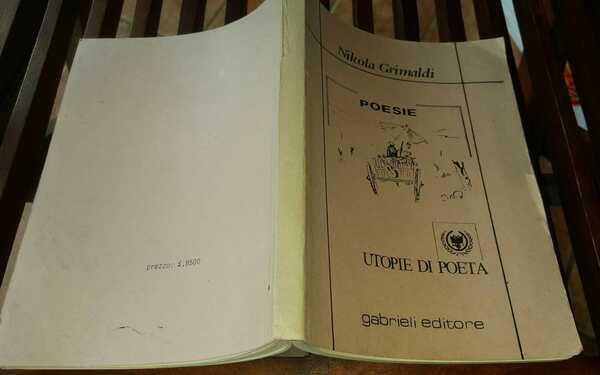 Nikola Grimaldi
POESIE
UTOPIE DI POETA
gabrieli editore
prezzo: £.8500